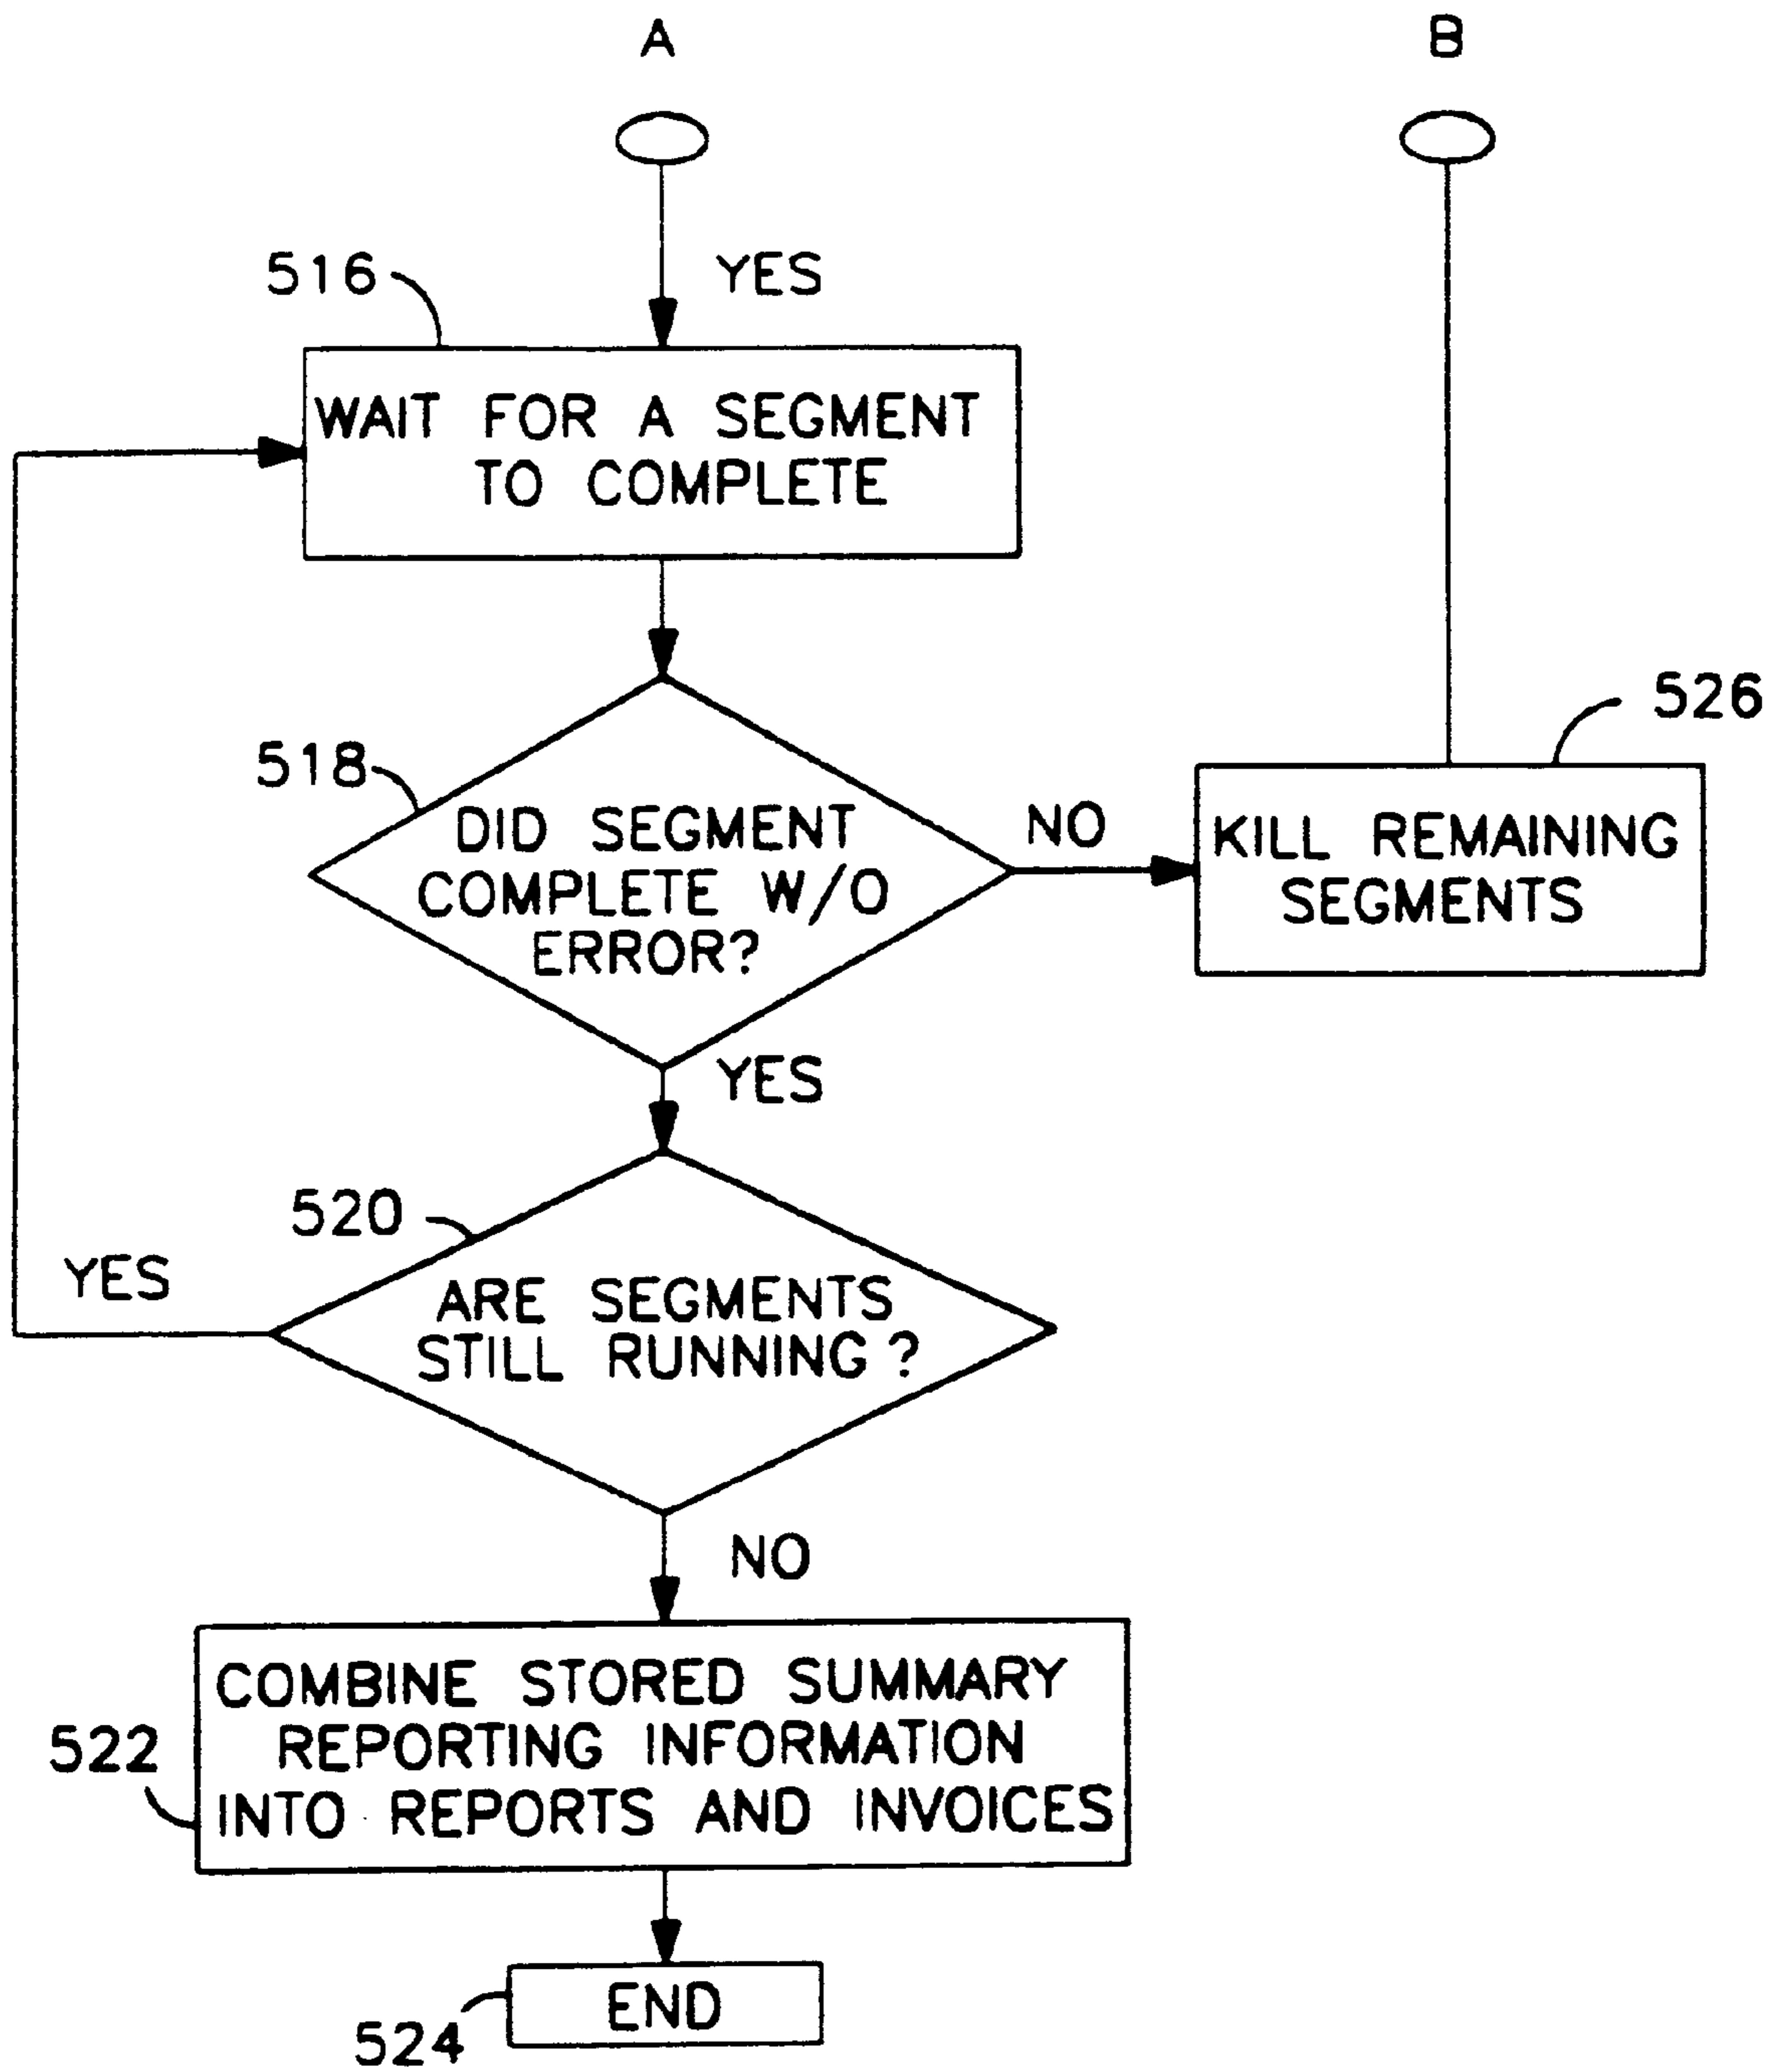 A
B
YES
516
WAIT FOR A SEGMENT
TO COMPLETE
526
518
DID SEGMENT
COMPLETE W/O
ERROR?
NO
KILL REMAINING
SEGMENTS
YES
520
YES
ARE SEGMENTS
STILL RUNNING?
NO
COMBINE STORED SUMMARY
REPORTING INFORMATION
INTO REPORTS AND INVOICES
522
END
524